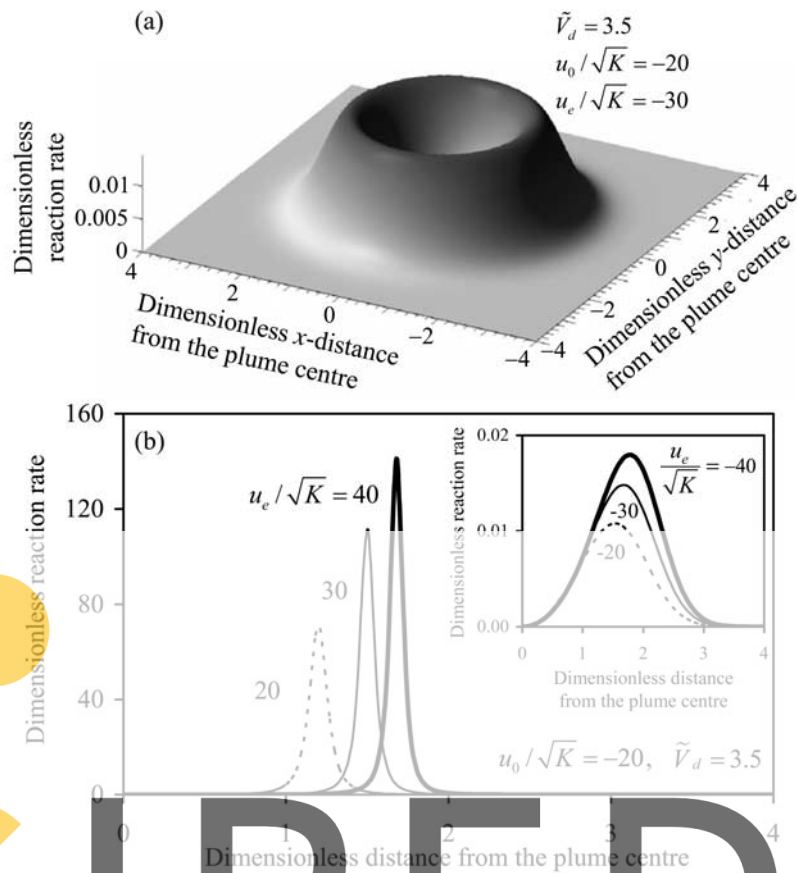 (a)
Ṽ_d = 3.5
u_0 / √K = −20
u_e / √K = −30
Dimensionless
reaction rate
0.01
0.005
0
4
2
0
−2
−4
Dimensionless x-distance
from the plume centre
−4
−2
0
2
4
Dimensionless y-distance
from the plume centre
(b)
Dimensionless reaction rate
160
120
80
40
0
0
1
2
3
4
Dimensionless distance from the plume centre
u_e / √K = 40
30
20
Dimensionless reaction rate
0.02
0.01
0.00
0
1
2
3
4
Dimensionless distance
from the plume centre
u_e / √K = −40
-30
-20
u_0 / √K = −20, Ṽ_d = 3.5